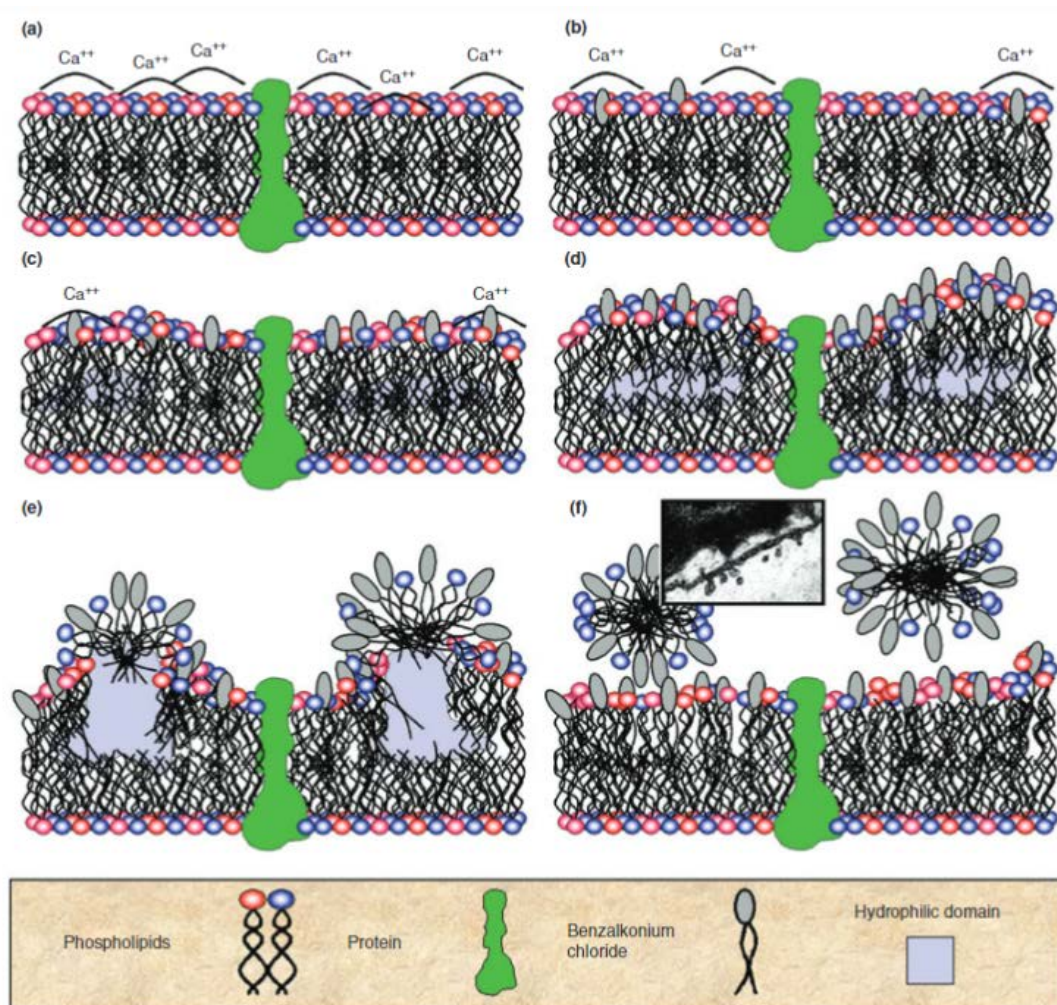 (a)
Ca++
Ca++
Ca++
Ca++
Ca++
Ca++
(b)
Ca++
Ca++
Ca++
(c)
Ca++
Ca++
(d)
(e)
(f)
Phospholipids
Protein
Benzalkonium
chloride
Hydrophilic domain